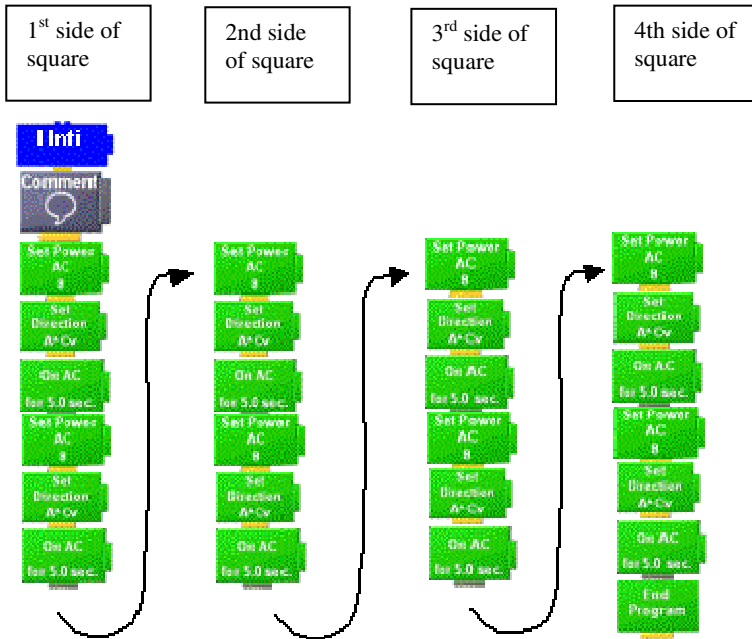 1st side of
square
2nd side
of square
3rd side of
square
4th side of
square
Comment
Set Power
AC
8
Set
Direction
On AC
for 5.0 sec.
Set Power
AC
8
Set
Direction
On AC
for 5.0 sec.
Set Power
AC
8
Set
Direction
On AC
for 5.0 sec.
Set Power
AC
8
Set
Direction
On AC
for 5.0 sec.
Set Power
AC
8
Set
Direction
On AC
for 5.0 sec.
Set Power
AC
8
Set
Direction
On AC
for 5.0 sec.
Set Power
AC
8
Set
Direction
On AC
for 5.0 sec.
Set Power
AC
8
Set
Direction
On AC
for 5.0 sec.
End
Program